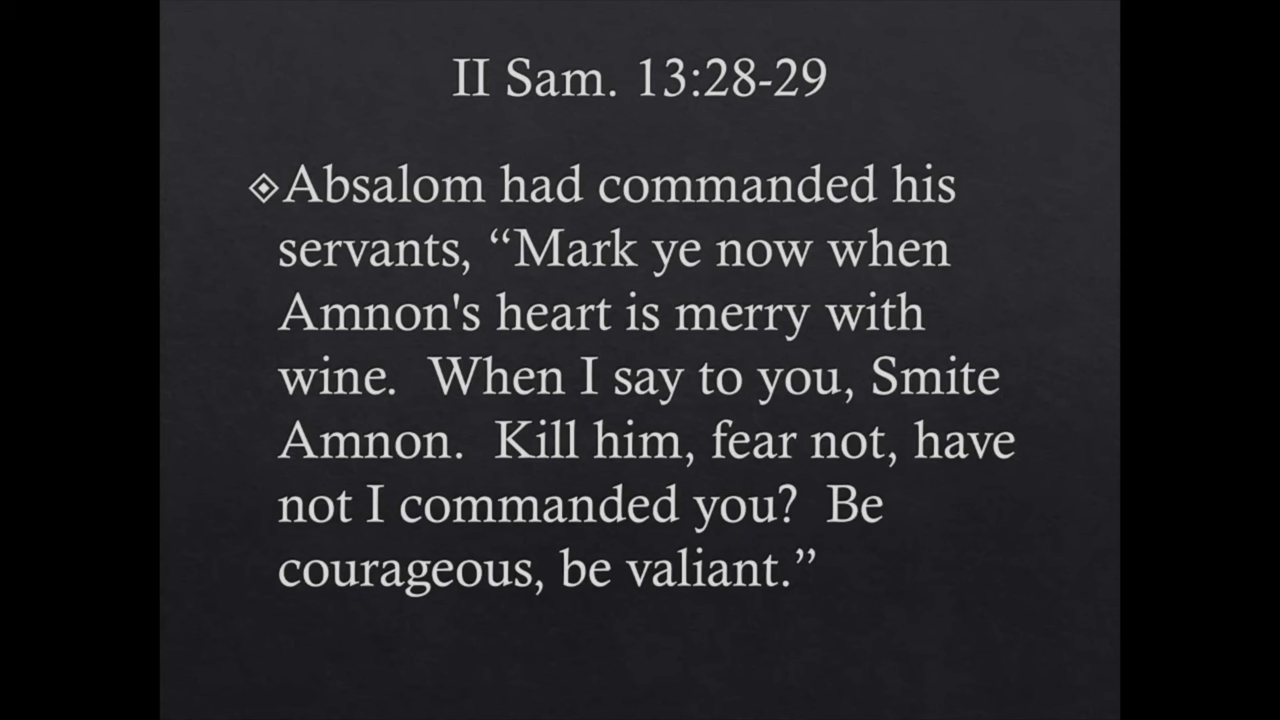 II Sam. 13:28-29
Absalom had commanded his
servants, “Mark ye now when
Amnon's heart is merry with
wine.  When I say to you, Smite
Amnon.  Kill him, fear not, have
not I commanded you?  Be
courageous, be valiant.”